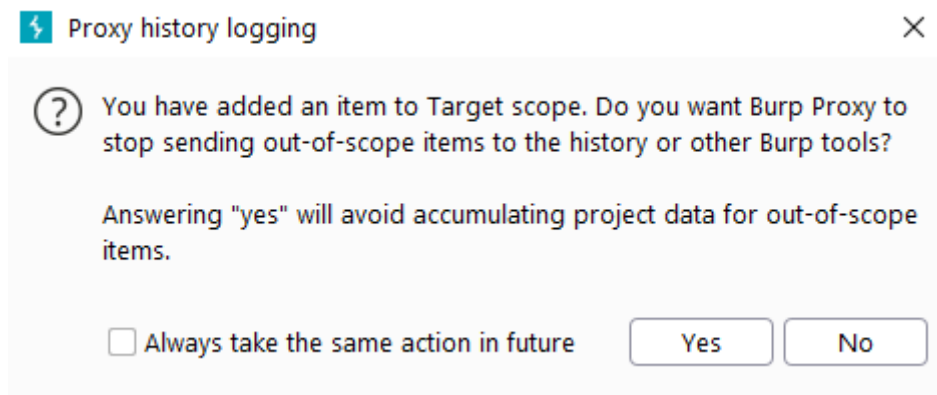 Proxy history logging
You have added an item to Target scope. Do you want Burp Proxy to
stop sending out-of-scope items to the history or other Burp tools?
Answering "yes" will avoid accumulating project data for out-of-scope
items.
Always take the same action in future
Yes
No